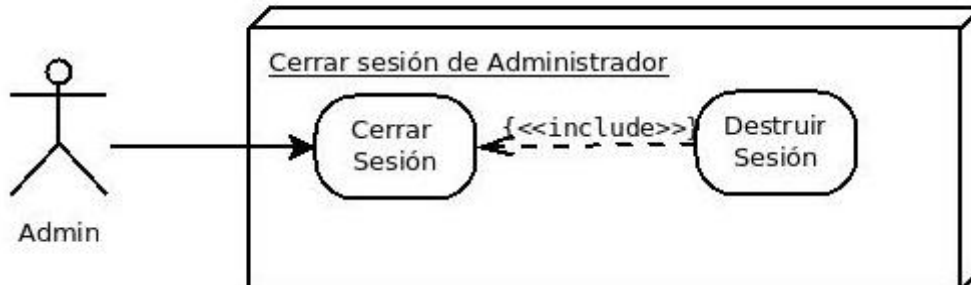 Cerrar sesión de Administrador
Cerrar
Sesión
{<<include>>}
Destruir
Sesión
Admin